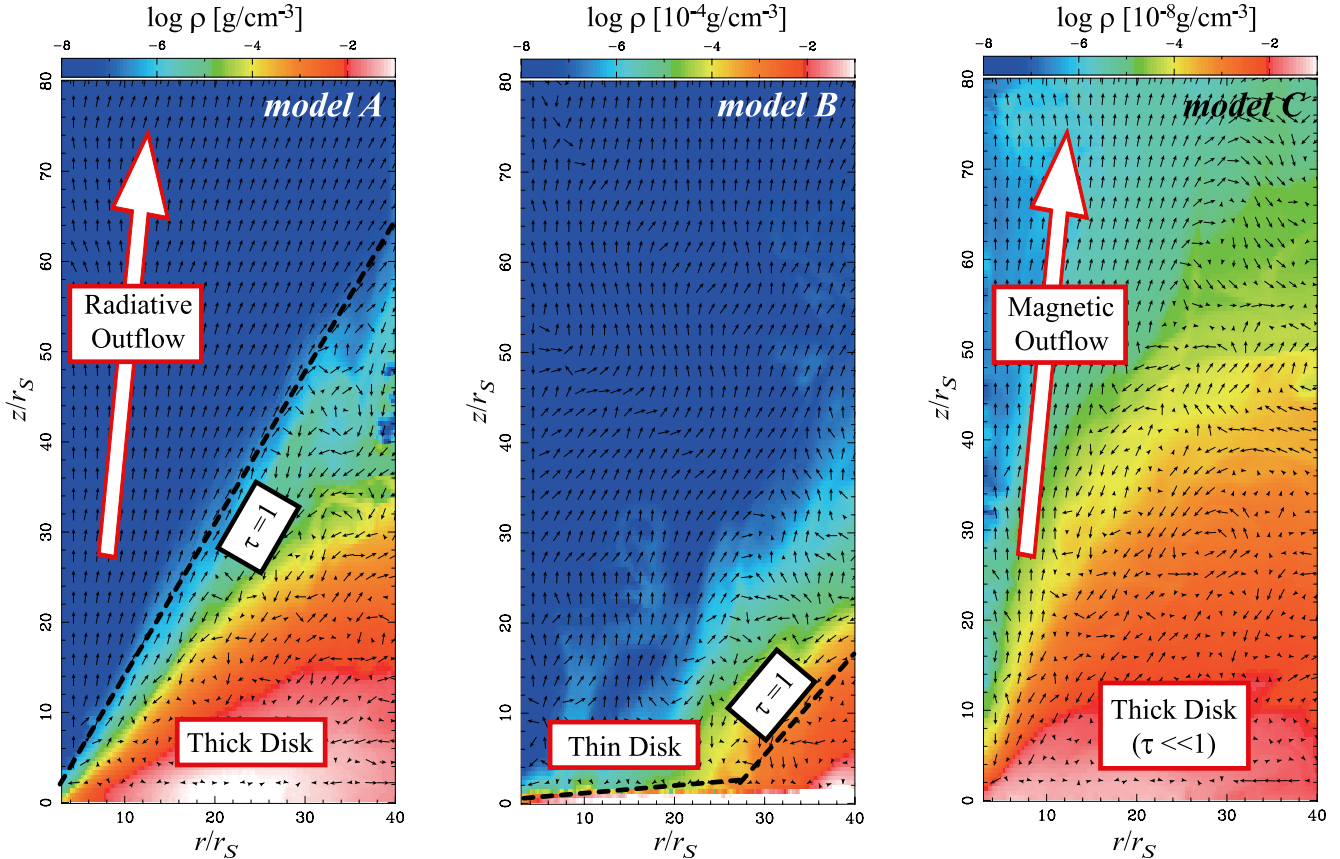 log ρ [g/cm-3]
-8 -6 -4 -2
model A
80
70
60
50
40
30
20
10
0
z/rS
Radiative
Outflow
τ =1
Thick Disk
10 20 30 40
r/rS
log ρ [10-4g/cm-3]
-8 -6 -4 -2
model B
80
70
60
50
40
30
20
10
0
z/rS
τ =1
Thin Disk
10 20 30 40
r/rS
log ρ [10-8g/cm-3]
-8 -6 -4 -2
model C
80
70
60
50
40
30
20
10
0
z/rS
Magnetic
Outflow
Thick Disk
(τ <<1)
10 20 30 40
r/rS